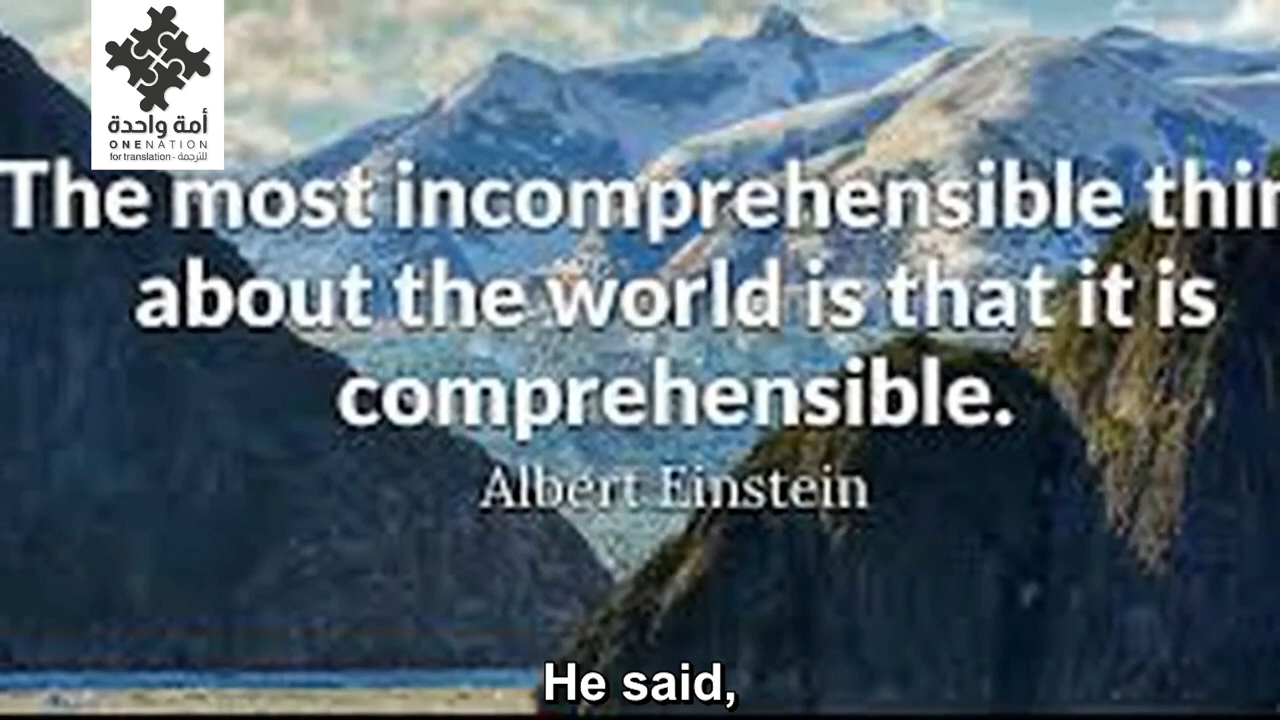 أمة واحدة
ONENATION
for translation - للترجمة
The most incomprehensible
about the world is that it is
comprehensible.
Albert Einstein
He said,